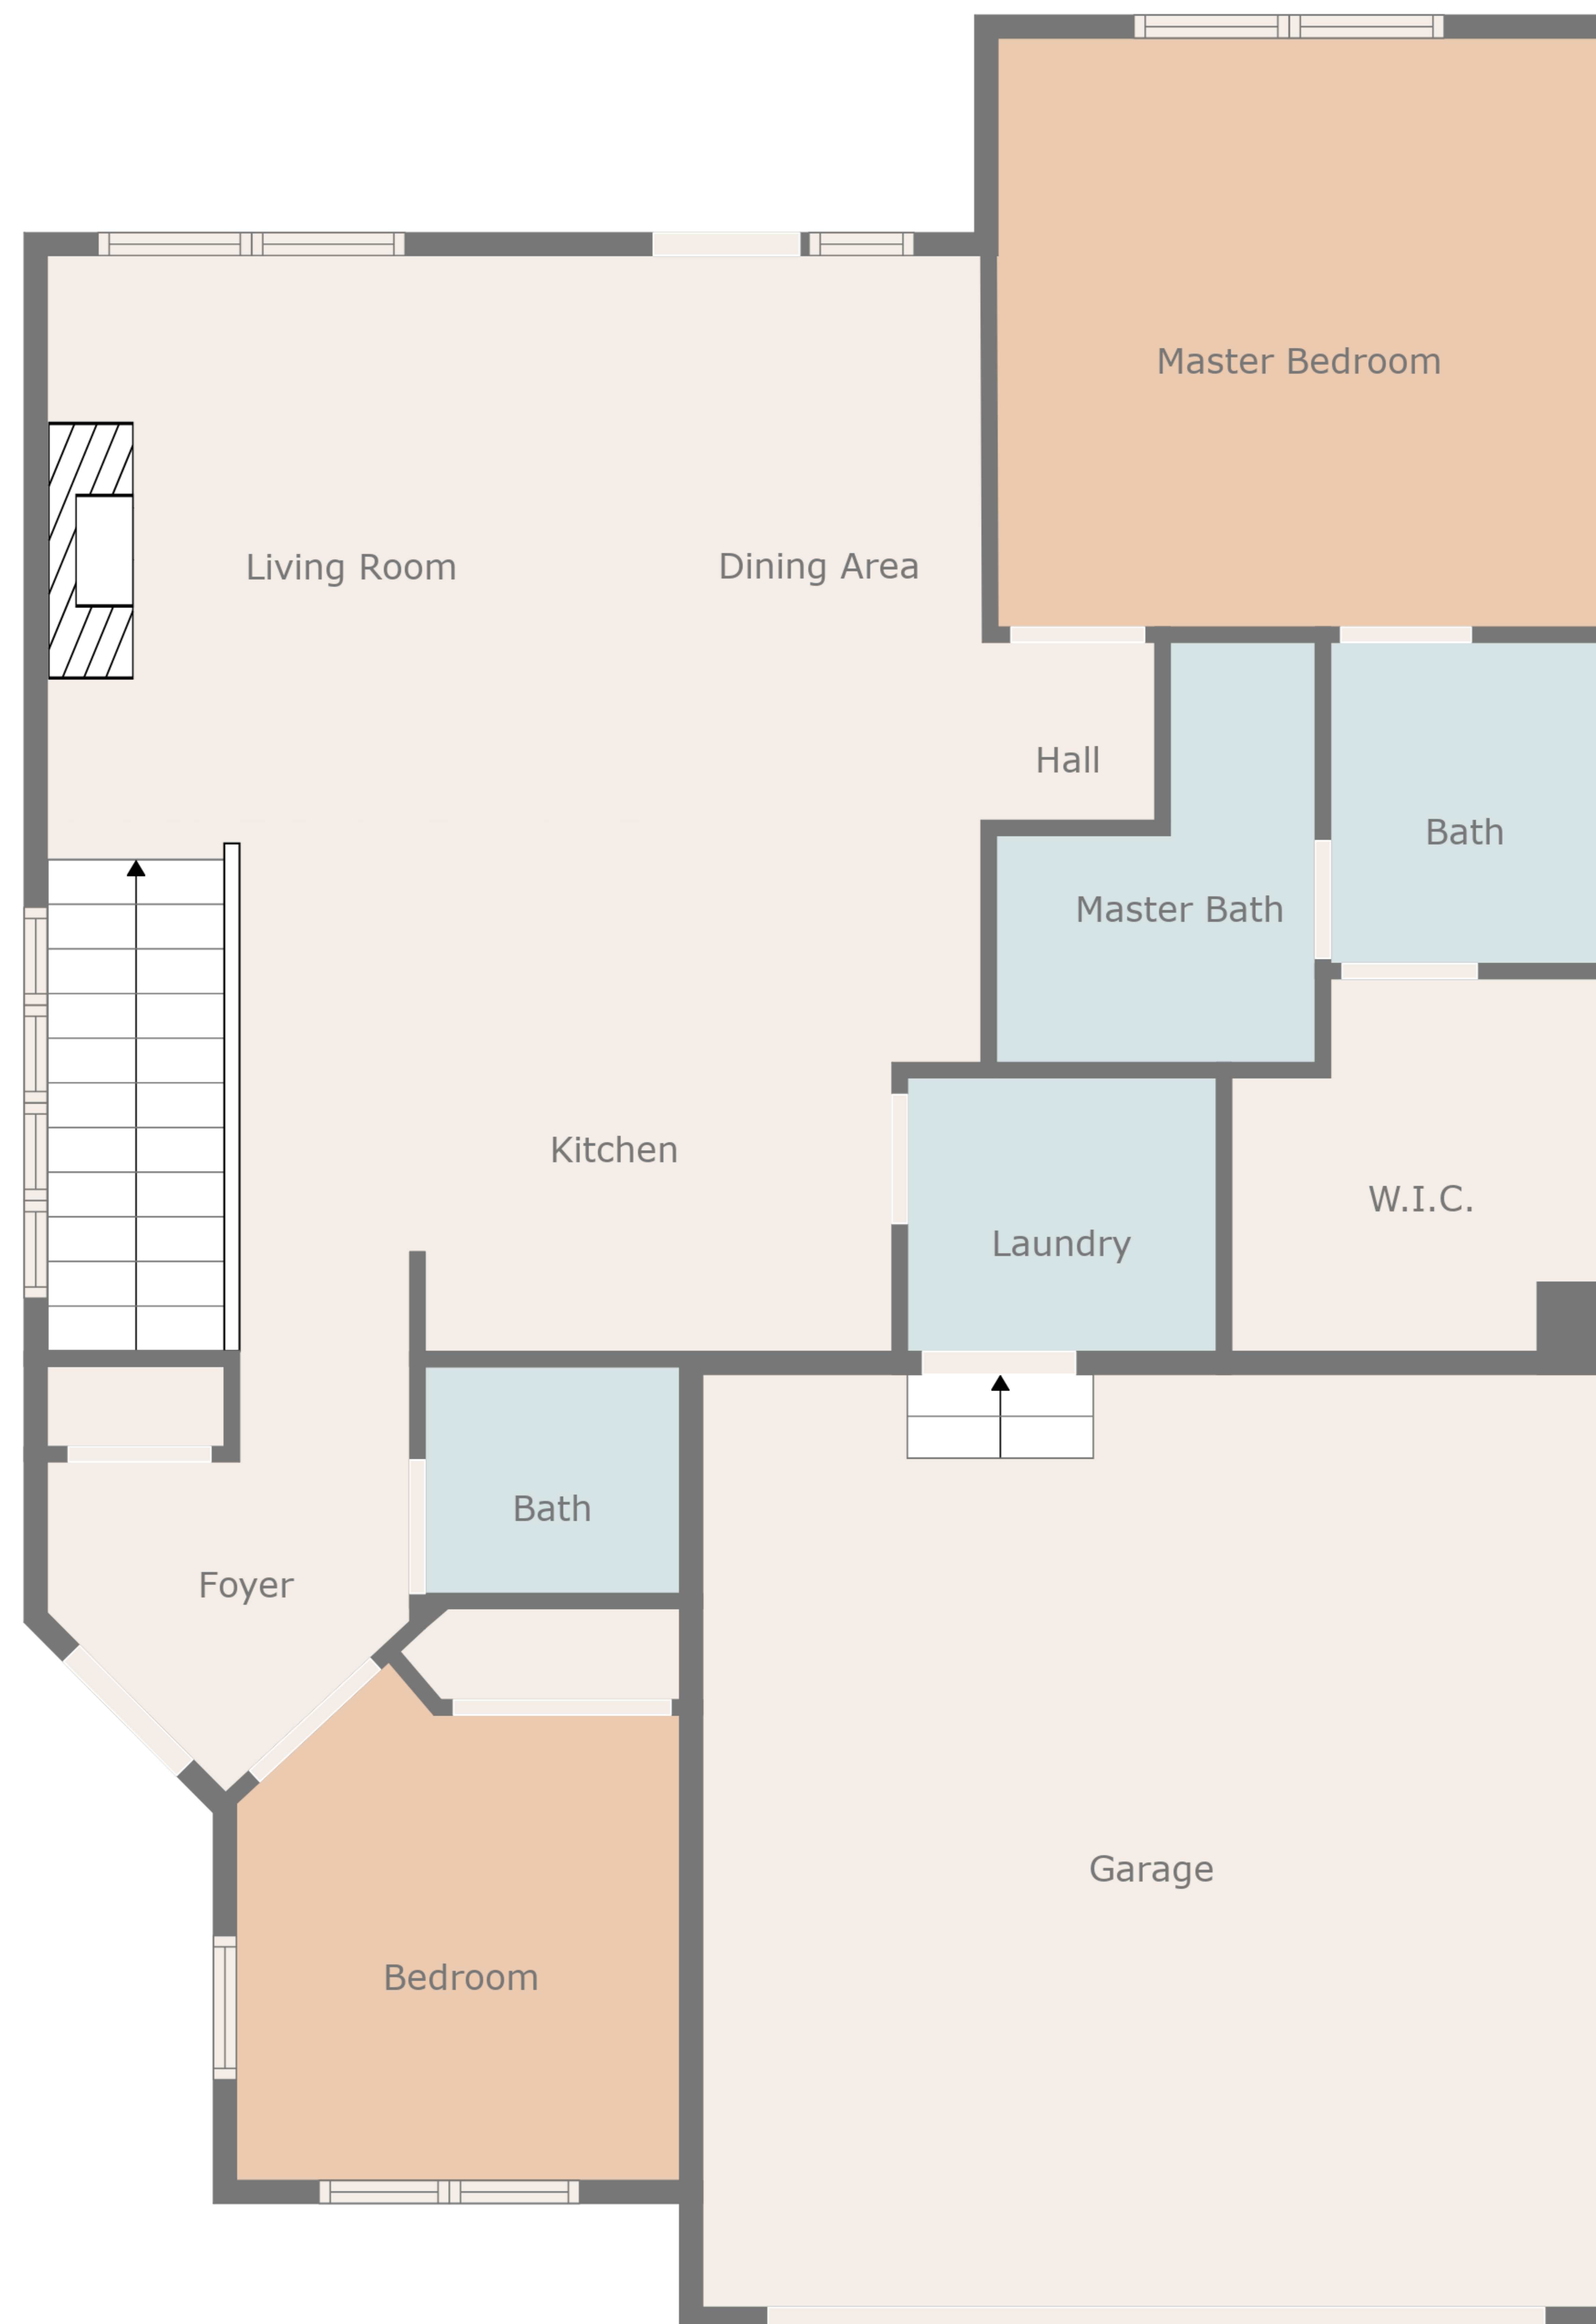 Master Bedroom
Living Room
Dining Area
Hall
Bath
Master Bath
Kitchen
W.I.C.
Laundry
Bath
Foyer
Garage
Bedroom